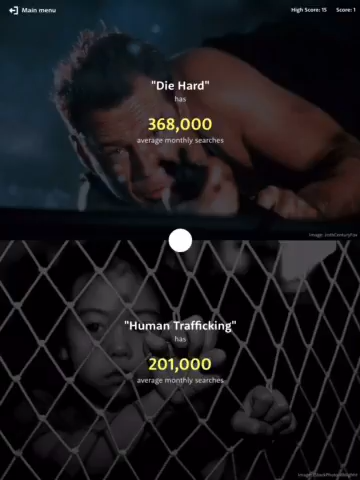 Main menu
High Score: 15 Score: 1
"Die Hard"
has
368,000
average monthly searches
"Human Trafficking"
has
201,000
average monthly searches